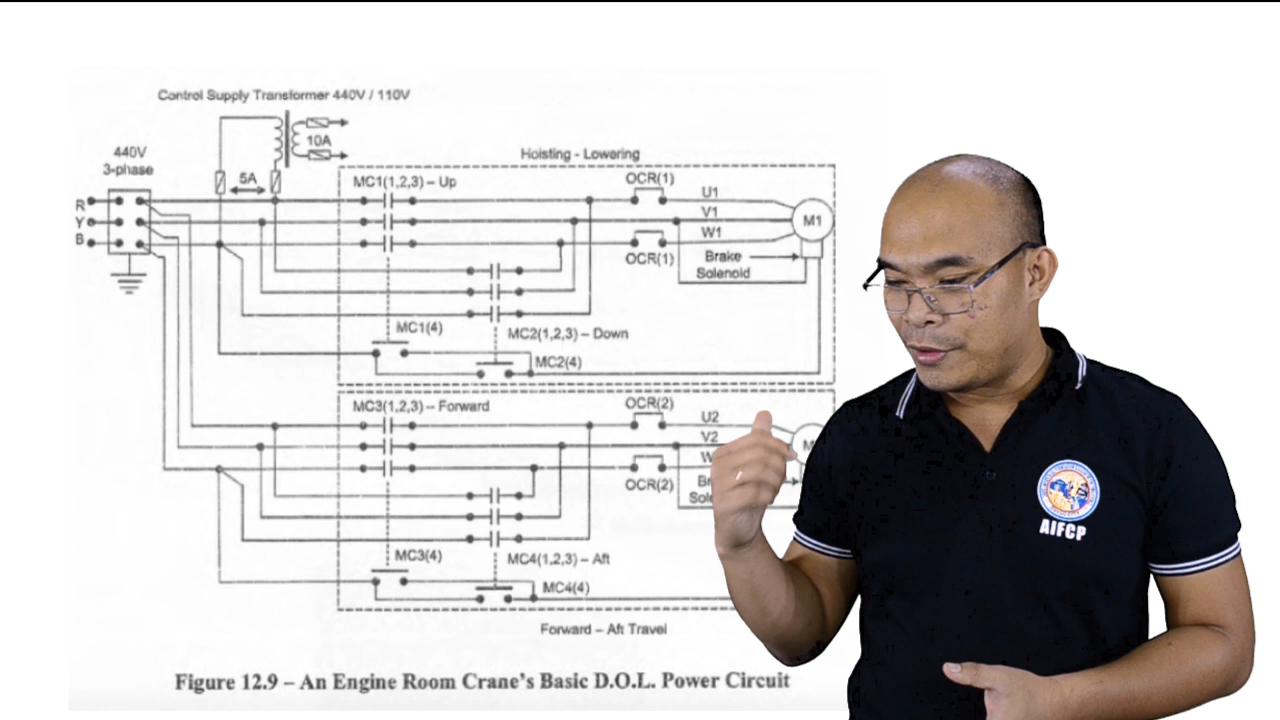 Control Supply Transformer 440V / 110V
10A
440V
3-phase
5A
Hoisting - Lowering
MC1(1,2,3) – Up
OCR(1)
R
Y
B
U1
V1
W1
M1
OCR(1)
Brake
Solenoid
MC1(4)
MC2(1,2,3) – Down
MC2(4)
MC3(1,2,3) – Forward
OCR(2)
U2
V2
OCR(2)
MC3(4)
MC4(1,2,3) – Aft
MC4(4)
Forward – Aft Travel
Figure 12.9 – An Engine Room Crane's Basic D.O.L. Power Circuit
AIFCP